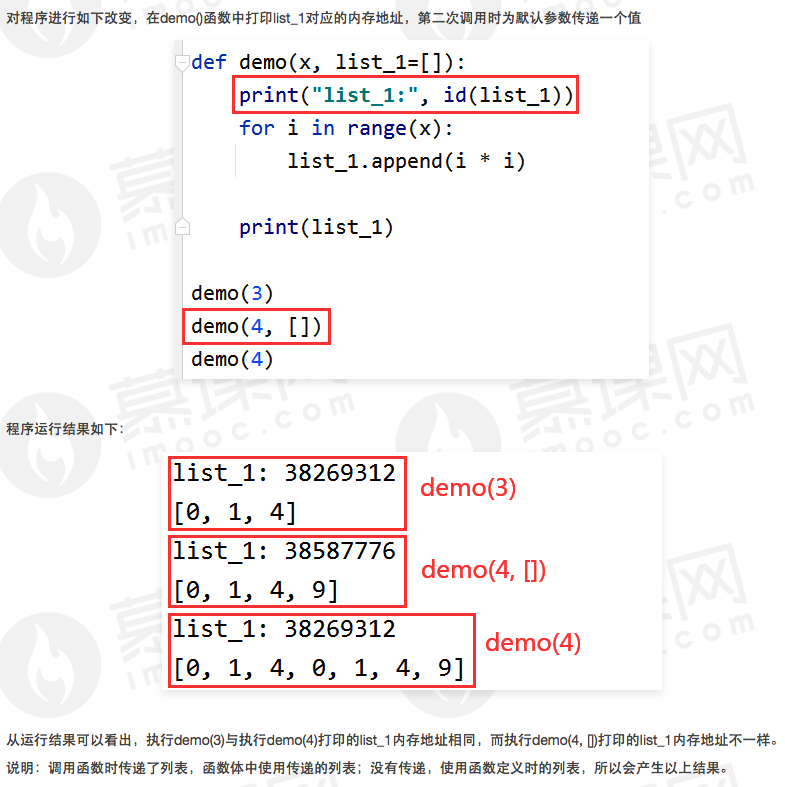 对程序进行如下改变，在demo()函数中打印list_1对应的内存地址，第二次调用时为默认参数传递一个值
def demo(x, list_1=[]):
print("list_1:", id(list_1))
for i in range(x):
list_1.append(i * i)
print(list_1)
demo(3)
demo(4, [])
demo(4)
程序运行结果如下：
list_1: 38269312
demo(3)
[0, 1, 4]
list_1: 38587776
demo(4, [])
[0, 1, 4, 9]
list_1: 38269312
demo(4)
[0, 1, 4, 0, 1, 4, 9]
从运行结果可以看出，执行demo(3)与执行demo(4)打印的list_1内存地址相同，而执行demo(4, [])打印的list_1内存地址不一样。
说明：调用函数时传递了列表，函数体中使用传递的列表；没有传递，使用函数定义时的列表，所以会产生以上结果。
慕课网
imooc.com